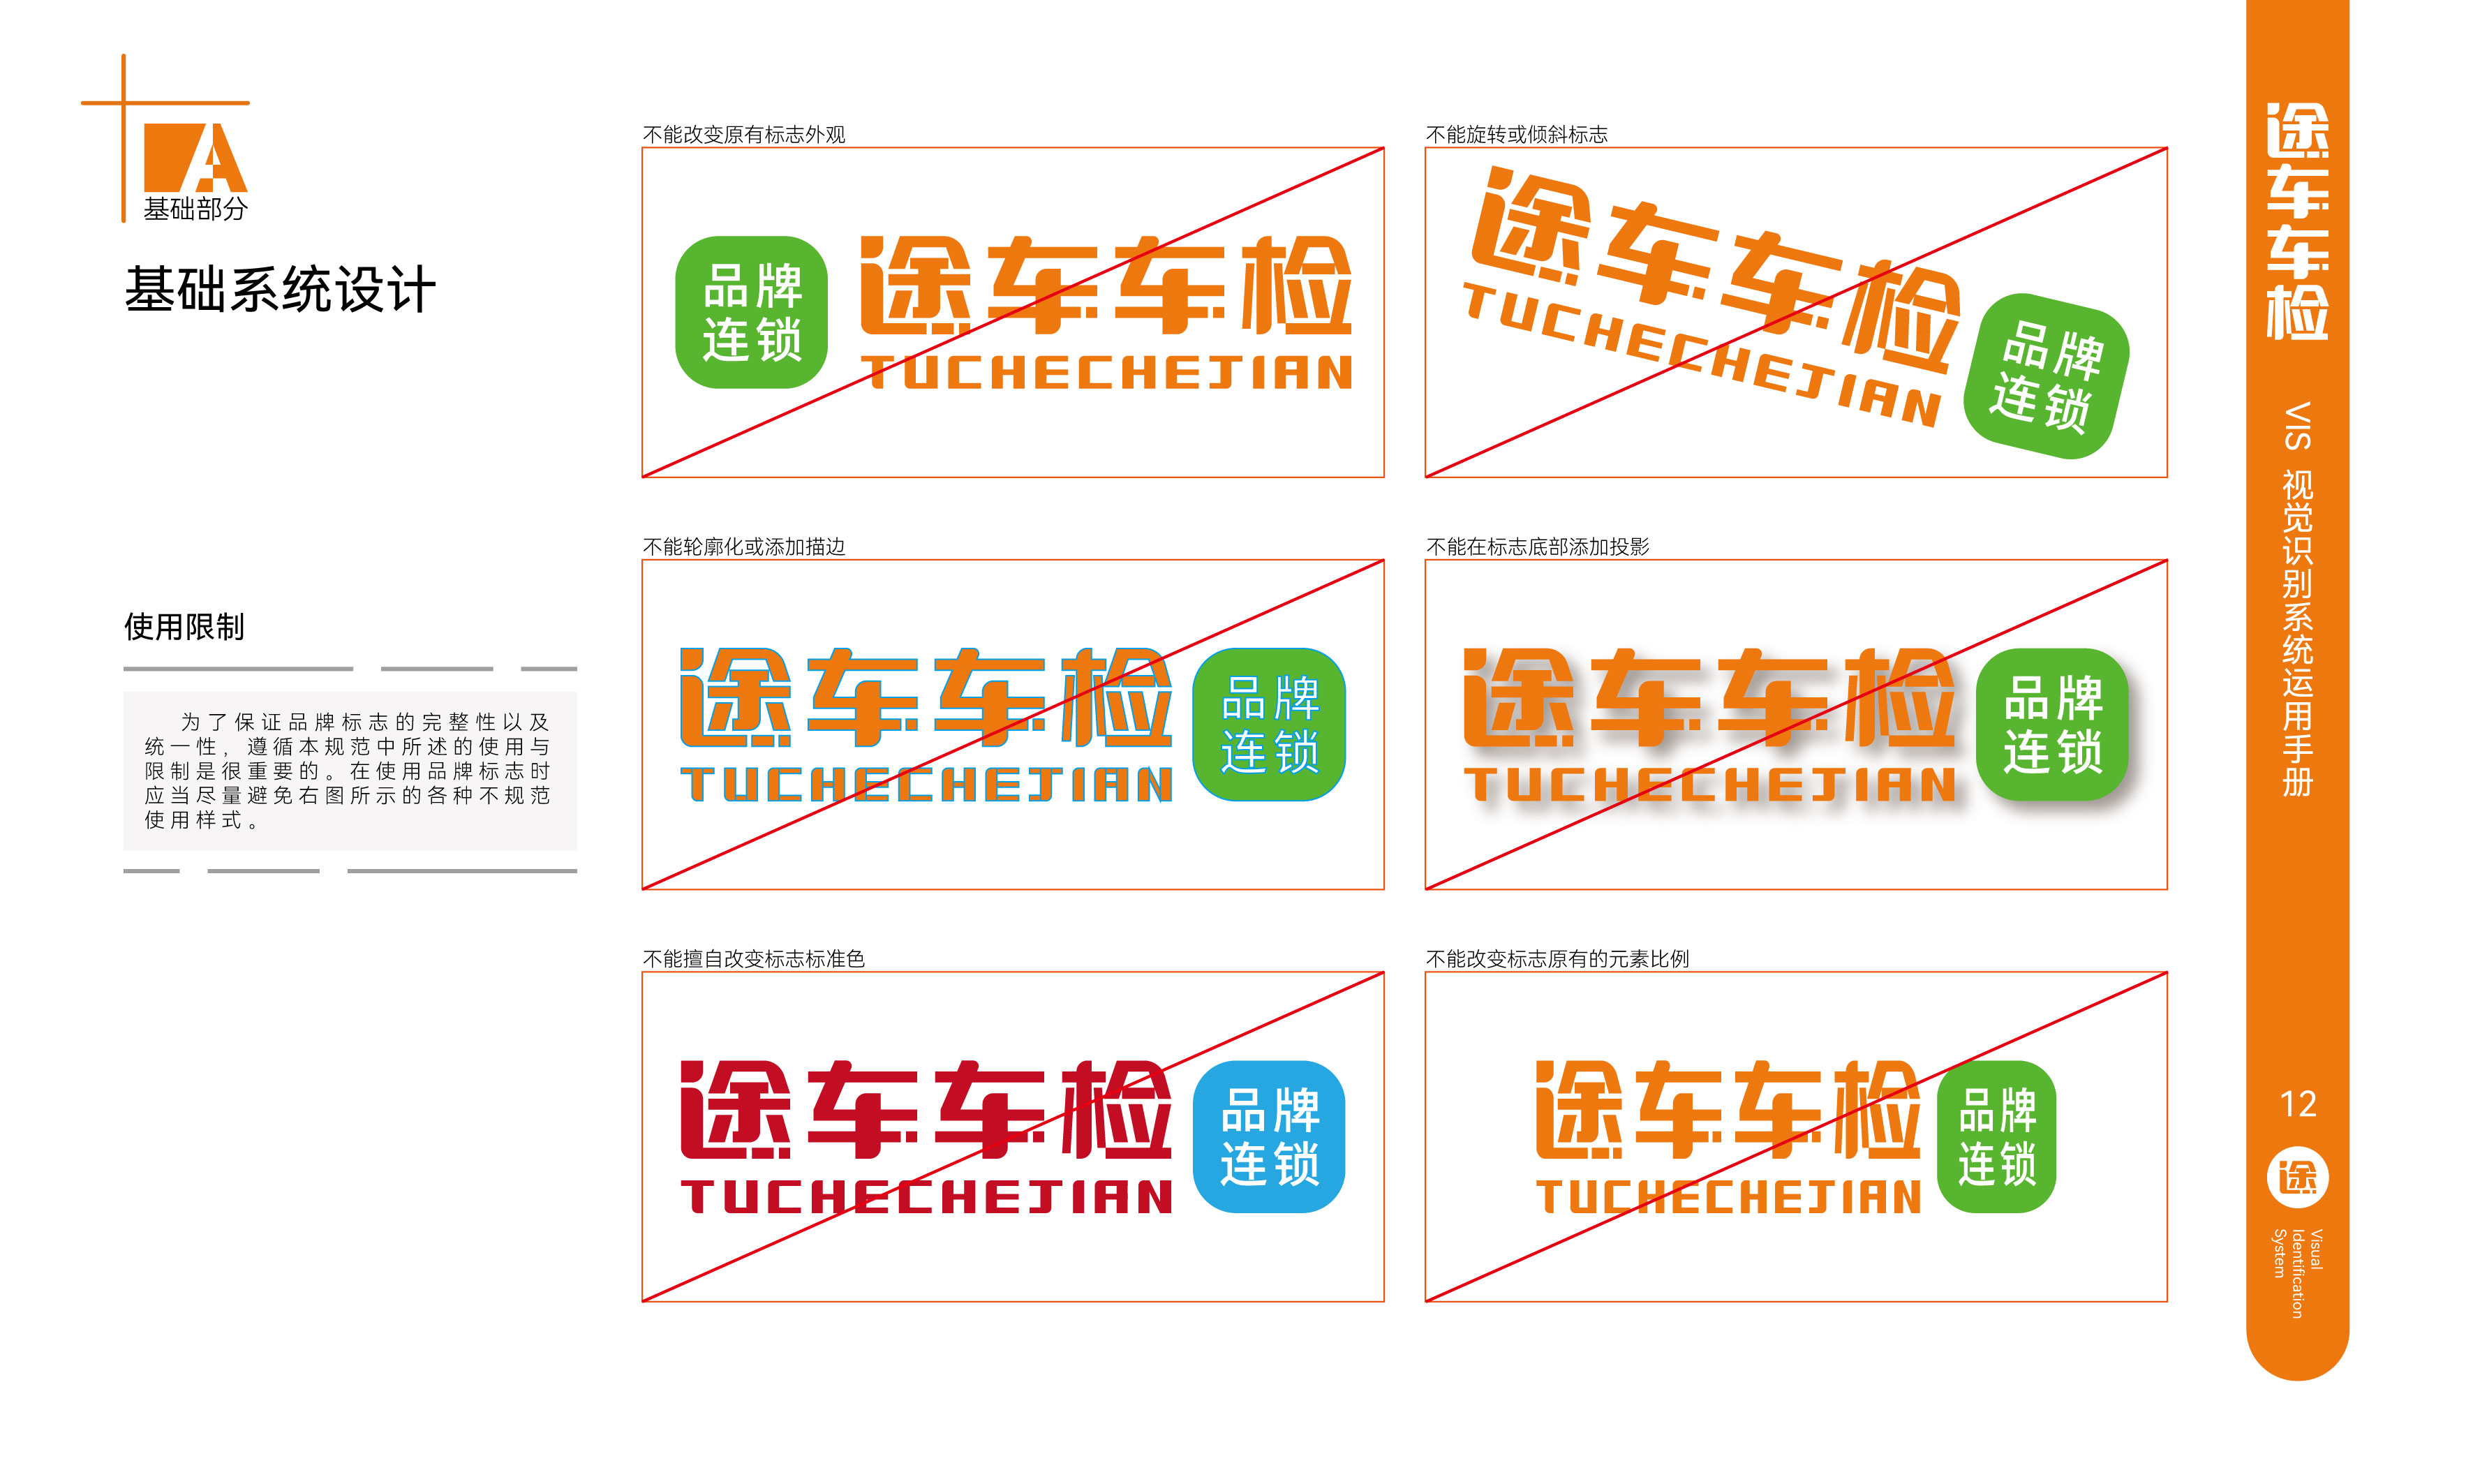 A
基础部分
基础系统设计
使用限制
为了保证品牌标志的完整性以及
统一性，遵循本规范中所述的使用与
限制是很重要的。在使用品牌标志时
应当尽量避免右图所示的各种不规范
使用样式。
不能改变原有标志外观
品牌
连锁
途车车检
TUCHECHEJIAN
不能旋转或倾斜标志
途车车检
TUCHECHEJIAN
品牌
连锁
不能轮廓化或添加描边
途车车检
TUCHECHEJIAN
品牌
连锁
不能在标志底部添加投影
途车车检
TUCHECHEJIAN
品牌
连锁
不能擅自改变标志标准色
途车车检
TUCHECHEJIAN
品牌
连锁
不能改变标志原有的元素比例
途车车检
TUCHECHEJIAN
品牌
连锁
途车车检
VIS 视觉识别系统运用手册
12
途
Visual
Identification
System